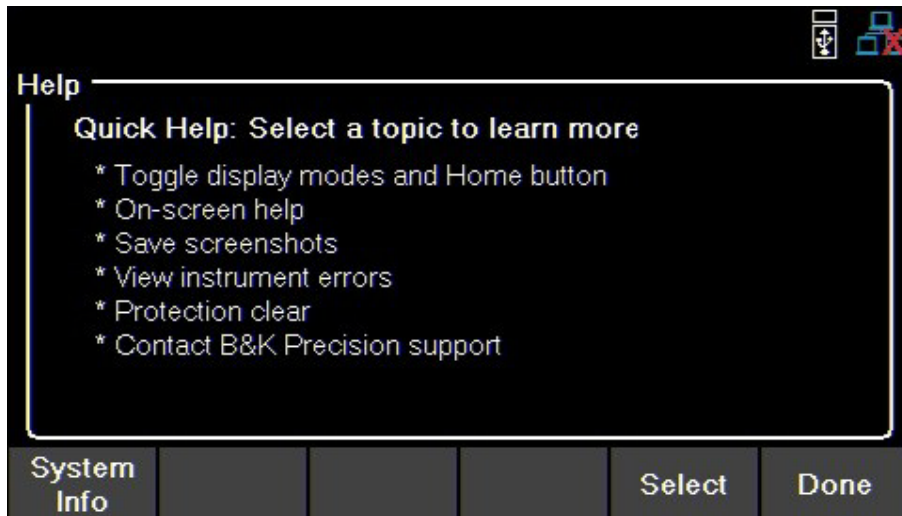 Help
Quick Help: Select a topic to learn more
* Toggle display modes and Home button
* On-screen help
* Save screenshots
* View instrument errors
* Protection clear
* Contact B&K Precision support
System
Info
Select
Done